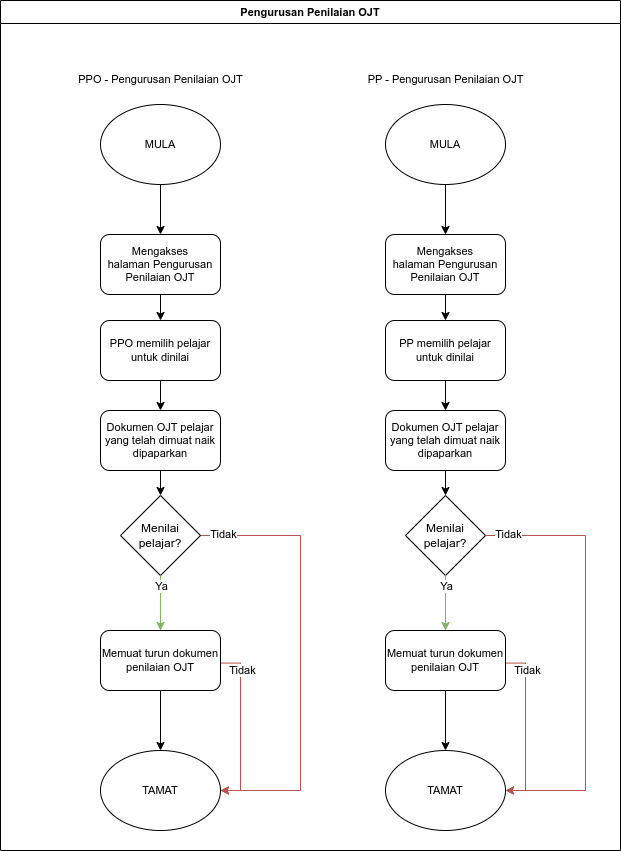 Pengurusan Penilaian OJT
PPO - Pengurusan Penilaian OJT
MULA
Mengakses
halaman Pengurusan
Penilaian OJT
PPO memilih pelajar
untuk dinilai
Dokumen OJT pelajar
yang telah dimuat naik
dipaparkan
Menilai
pelajar?
Tidak
Ya
Memuat turun dokumen
penilaian OJT
Tidak
TAMAT
PP - Pengurusan Penilaian OJT
MULA
Mengakses
halaman Pengurusan
Penilaian OJT
PP memilih pelajar
untuk dinilai
Dokumen OJT pelajar
yang telah dimuat naik
dipaparkan
Menilai
pelajar?
Tidak
Ya
Memuat turun dokumen
penilaian OJT
Tidak
TAMAT